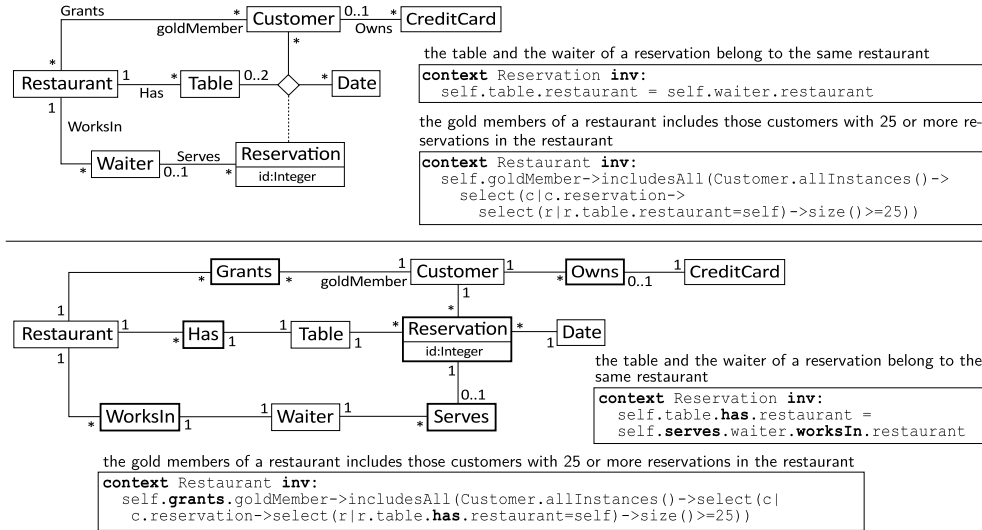 Grants
*
Customer
0..1
*
CreditCard
goldMember
Owns
*
*
the table and the waiter of a reservation belong to the same restaurant
context Reservation inv:
self.table.restaurant = self.waiter.restaurant
Restaurant
1
*
Table
0..2
*
Date
Has
1
the gold members of a restaurant includes those customers with 25 or more re-
servations in the restaurant
context Restaurant inv:
self.goldMember->includesAll(Customer.allInstances()->
select(c|c.reservation->
select(r|r.table.restaurant=self)->size()>=25))
WorksIn
Waiter
Serves
Reservation
*
0..1
*
id:Integer
Grants
1
Customer
1
Owns
1
CreditCard
*
*
goldMember
*
0..1
1
1
*
Restaurant
1
Has
Table
*
Reservation
*
Date
*
1
1
id:Integer
1
1
1
the table and the waiter of a reservation belong to the
same restaurant
context Reservation inv:
self.table.has.restaurant =
self.serves.waiter.worksIn.restaurant
0..1
WorksIn
1
Waiter
1
Serves
*
1
*
the gold members of a restaurant includes those customers with 25 or more reservations in the restaurant
context Restaurant inv:
self.grants.goldMember->includesAll(Customer.allInstances()->select(c|
c.reservation->select(r|r.table.has.restaurant=self)->size()>=25))